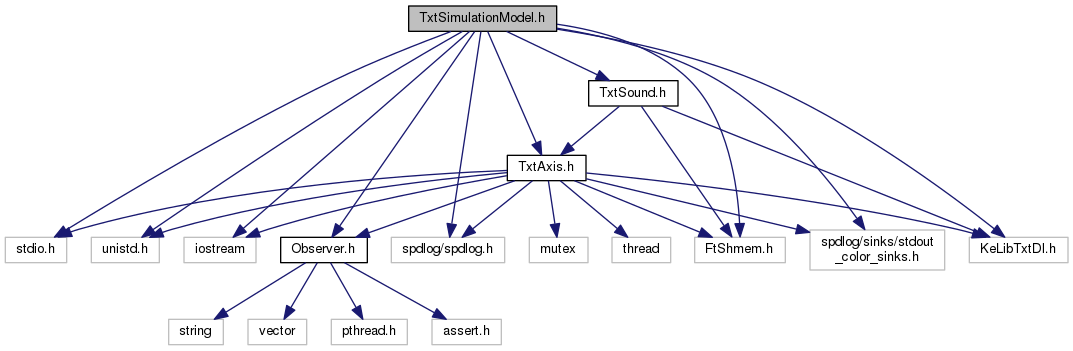 TxtSimulationModel.h
TxtSound.h
TxtAxis.h
stdio.h
unistd.h
iostream
Observer.h
spdlog/spdlog.h
mutex
thread
FtShmem.h
spdlog/sinks/stdout
_color_sinks.h
KeLibTxtDl.h
string
vector
pthread.h
assert.h